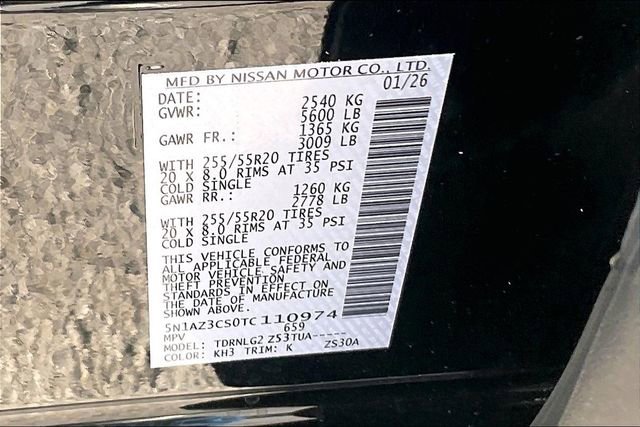 MFD BY NISSAN MOTOR CO., LTD.
DATE: 01/26
GVWR: 2540 KG
5600 LB
GAWR FR.: 1365 KG
3009 LB
WITH 255/55R20 TIRES
20 X 8.0 RIMS AT 35 PSI
COLD SINGLE
GAWR RR.: 1260 KG
2778 LB
WITH 255/55R20 TIRES
20 X 8.0 RIMS AT 35 PSI
COLD SINGLE
THIS VEHICLE CONFORMS TO
ALL APPLICABLE FEDERAL
MOTOR VEHICLE SAFETY AND
THEFT PREVENTION
STANDARDS IN EFFECT ON
THE DATE OF MANUFACTURE
SHOWN ABOVE.
5N1AZ3CS0TC110974
MPV 659
MODEL: TDRNLG2 Z53TUA-----
COLOR: KH3 TRIM: K ZS30A